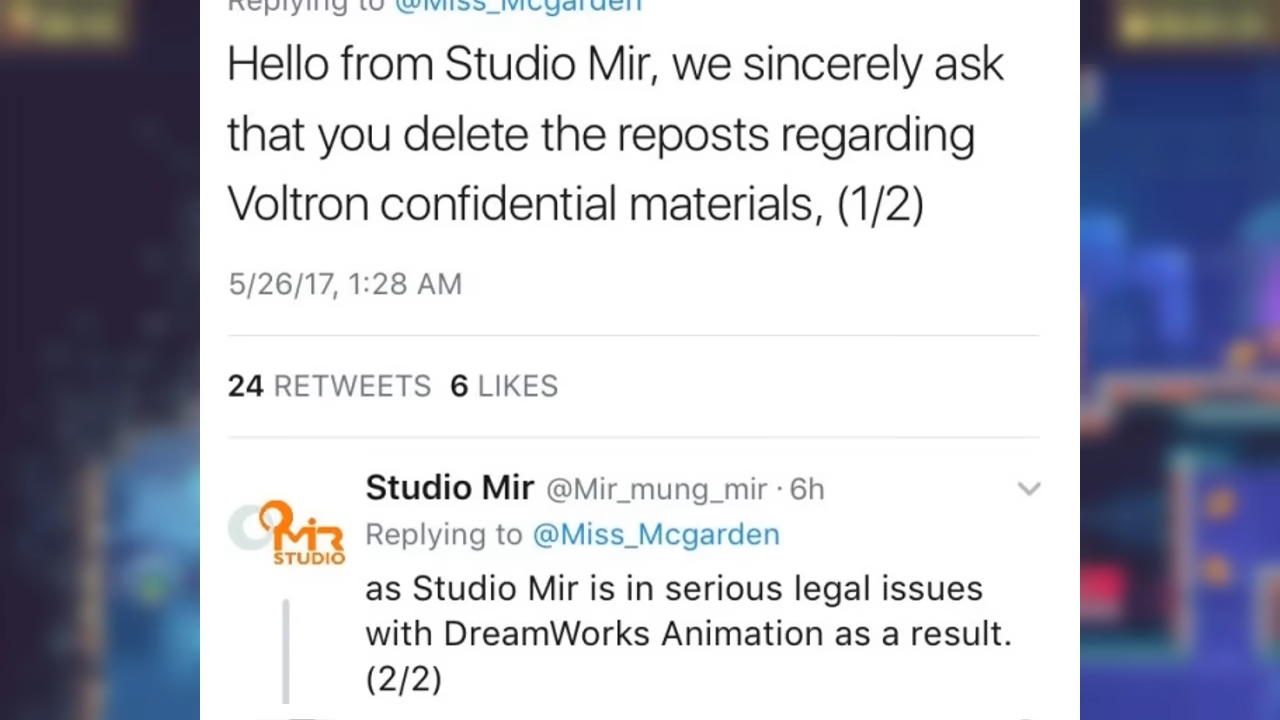 Replying to @Miss_Mcgarden
Hello from Studio Mir, we sincerely ask
that you delete the reposts regarding
Voltron confidential materials, (1/2)
5/26/17, 1:28 AM
24 RETWEETS 6 LIKES
Studio Mir @Mir_mung_mir · 6h
Replying to @Miss_Mcgarden
MIR
STUDIO
as Studio Mir is in serious legal issues
with DreamWorks Animation as a result.
(2/2)